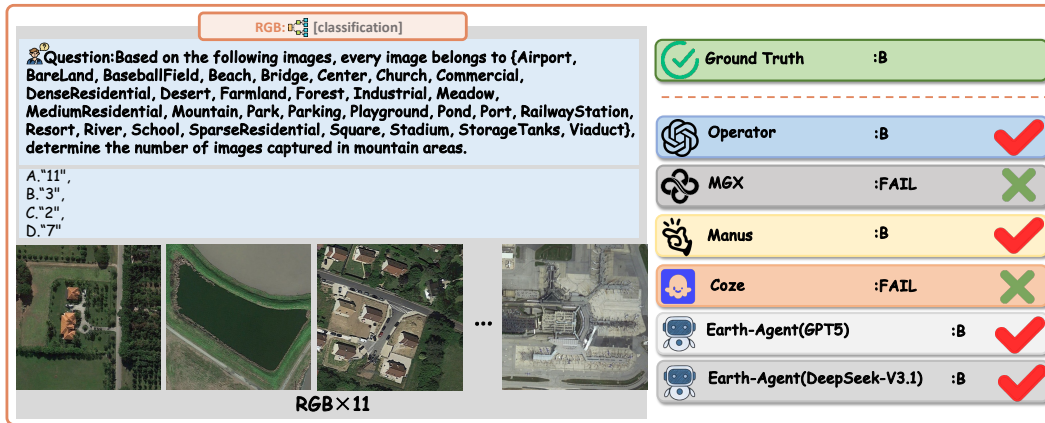 RGB: [classification]
Question:Based on the following images, every image belongs to {Airport,
BareLand, BaseballField, Beach, Bridge, Center, Church, Commercial,
DenseResidential, Desert, Farmland, Forest, Industrial, Meadow,
MediumResidential, Mountain, Park, Parking, Playground, Pond, Port, RailwayStation,
Resort, River, School, SparseResidential, Square, Stadium, StorageTanks, Viaduct},
determine the number of images captured in mountain areas.
A.“11",
B.“3",
C.“2",
D.“7"
...
RGB×11
Ground Truth :B
Operator :B
MGX :FAIL
Manus :B
Coze :FAIL
Earth-Agent(GPT5) :B
Earth-Agent(DeepSeek-V3.1) :B